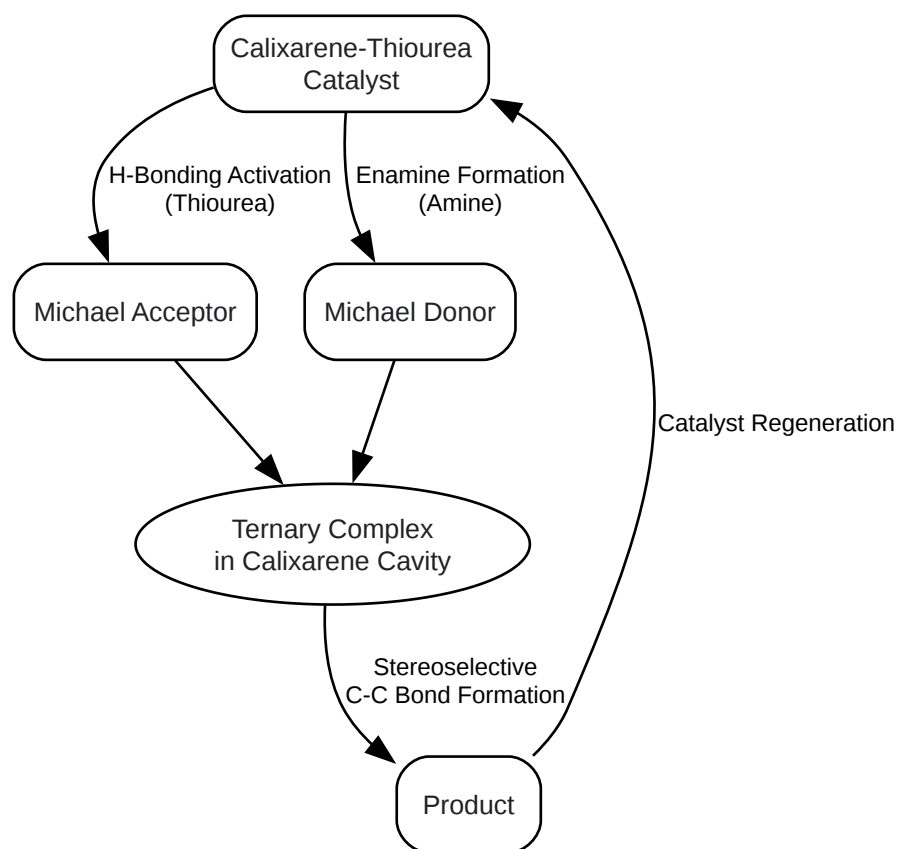 Calixarene-Thiourea
Catalyst
H-Bonding Activation
(Thiourea)
Enamine Formation
(Amine)
Michael Acceptor
Michael Donor
Catalyst Regeneration
Ternary Complex
in Calixarene Cavity
Stereoselective
C-C Bond Formation
Product